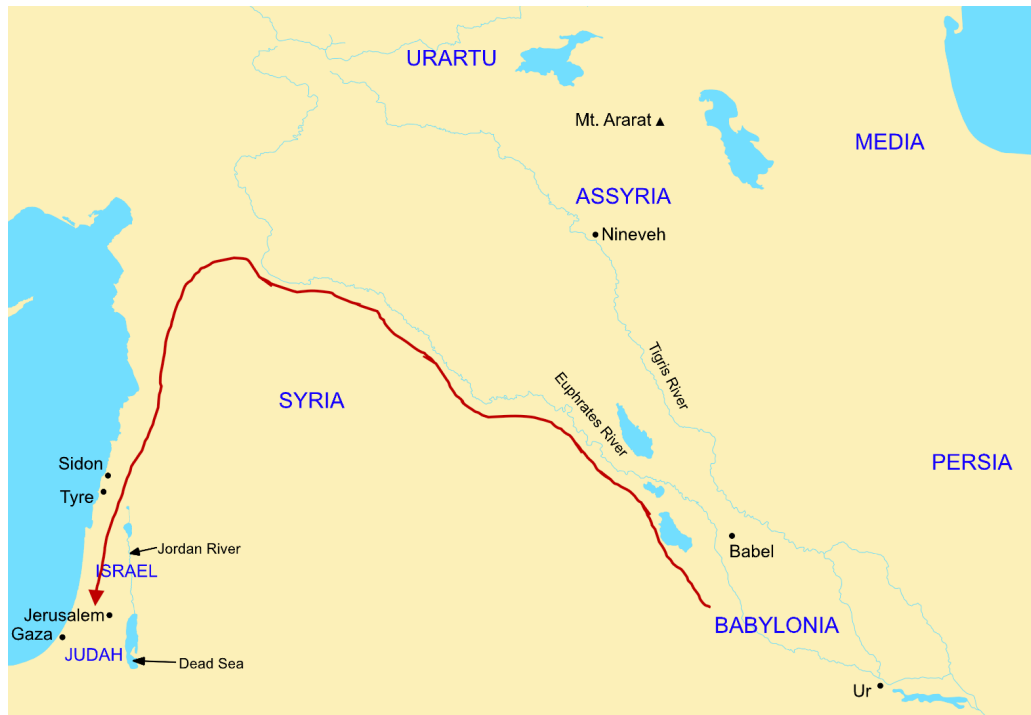 URARTU
Mt. Ararat
MEDIA
ASSYRIA
Nineveh
Tigris River
Euphrates River
SYRIA
PERSIA
Sidon
Tyre
Babel
Jordan River
ISRAEL
Jerusalem
Gaza
BABYLONIA
JUDAH
Dead Sea
Ur